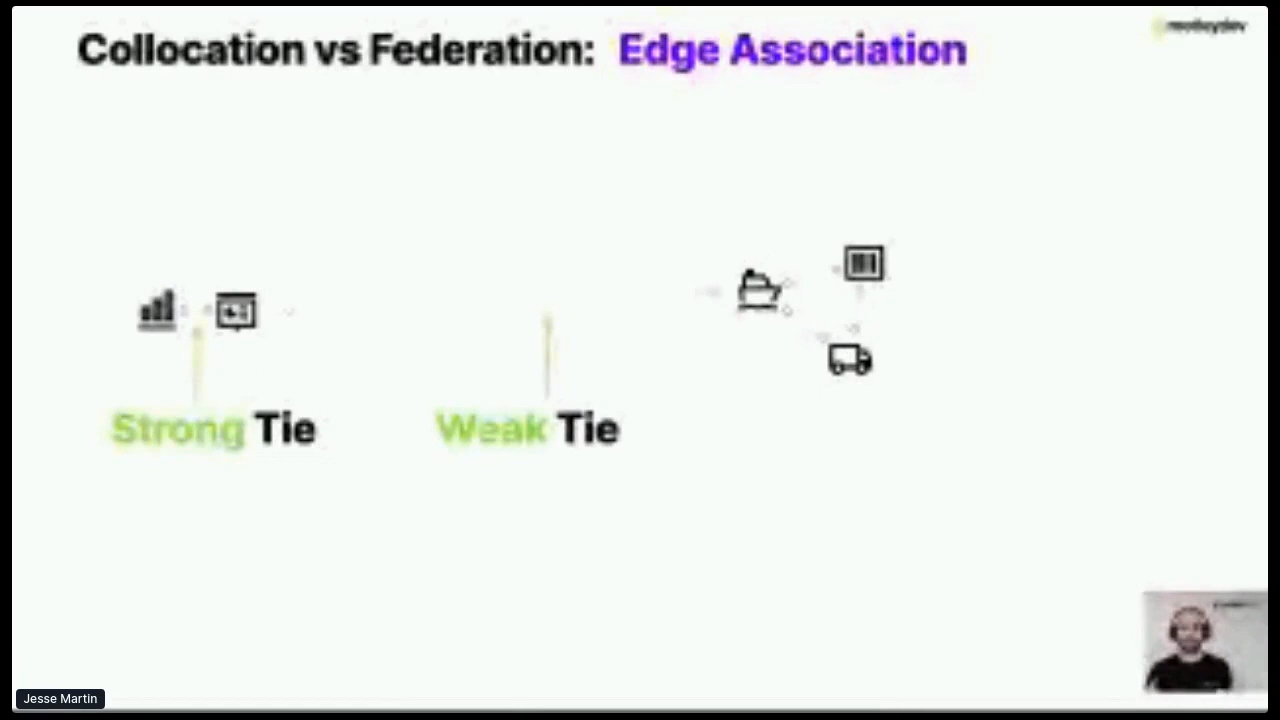 Collocation vs Federation: Edge Association
Strong Tie
Weak Tie
Jesse Martin